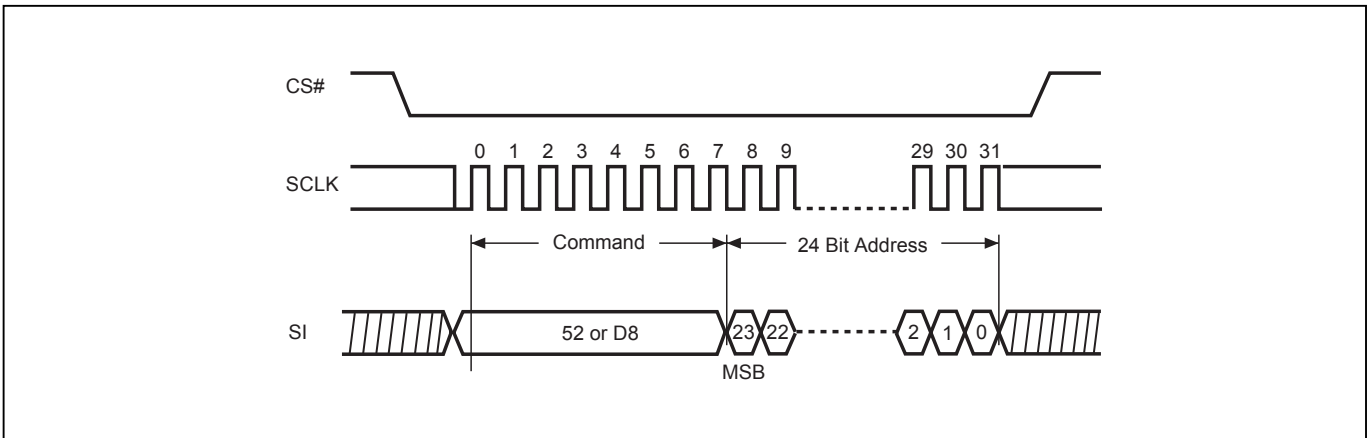 CS#
0 1 2 3 4 5 6 7 8 9 29 30 31
SCLK
Command 24 Bit Address
SI 52 or D8 23 22 2 1 0
MSB